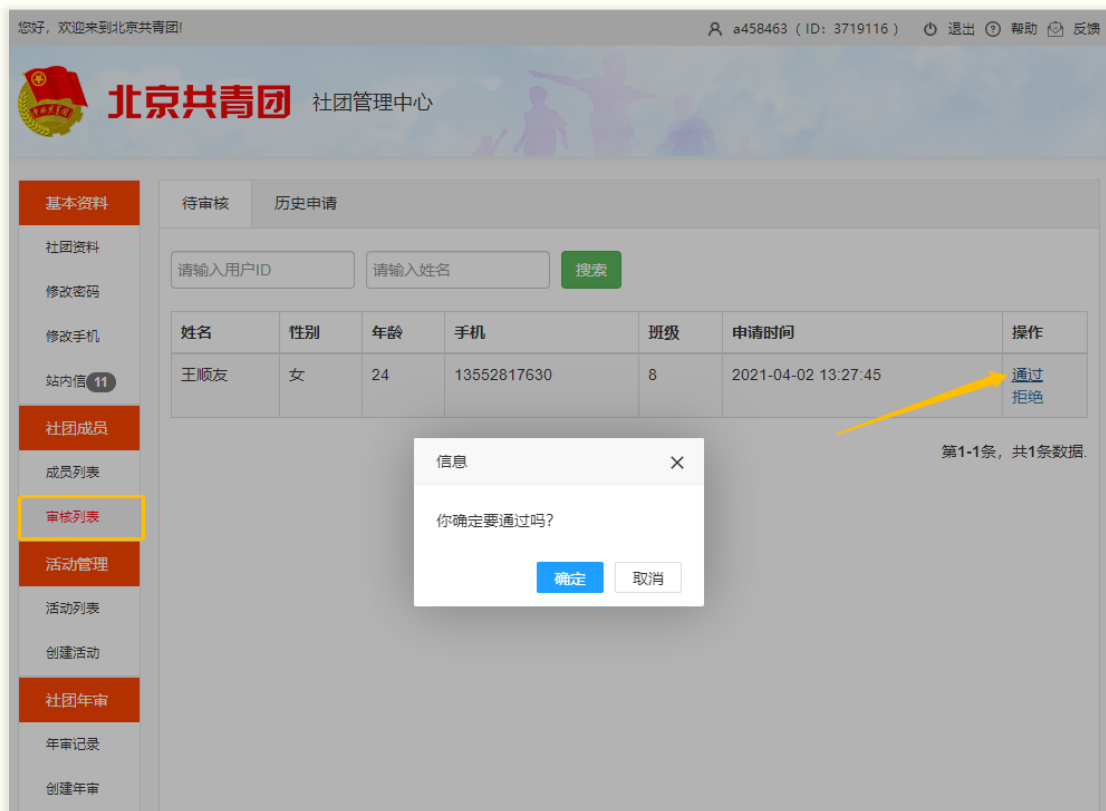 您好，欢迎来到北京共青团!
a458463 (ID: 3719116) 退出 帮助 反馈
北京共青团 社团管理中心
基本资料
社团资料
修改密码
修改手机
站内信 11
社团成员
成员列表
审核列表
活动管理
活动列表
创建活动
社团年审
年审记录
创建年审
待审核 历史申请
请输入用户ID 请输入姓名 搜索
姓名 性别 年龄 手机 班级 申请时间 操作
王顺友 女 24 13552817630 8 2021-04-02 13:27:45 通过
拒绝
第1-1条，共1条数据.
信息
你确定要通过吗?
确定 取消